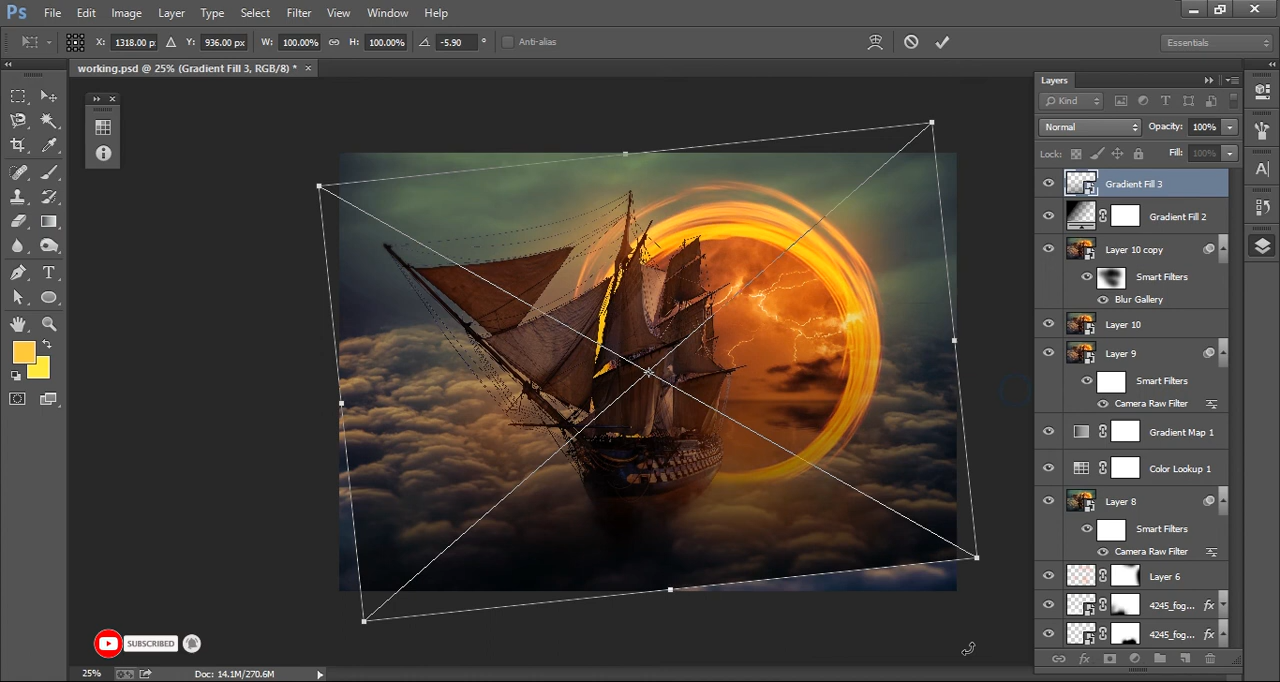 Ps File Edit Image Layer Type Select Filter View Window Help
X: 1318.00 p: Y: 936.00 px W: 100.00% H: 100.00% -5.90 ° Anti-alias Essentials
working.psd @ 25% (Gradient Fill 3, RGB/8) * ×
Layers
Kind
Normal Opacity: 100%
Lock: Fill: 100%
Gradient Fill 3
Gradient Fill 2
Layer 10 copy
Smart Filters
Blur Gallery
Layer 10
Layer 9
Smart Filters
Camera Raw Filter
Gradient Map 1
Color Lookup 1
Layer 8
Smart Filters
Camera Raw Filter
Layer 6
4245_fog... fx
4245_fog... fx
SUBSCRIBED
25% Doc: 14.1M/270.6M